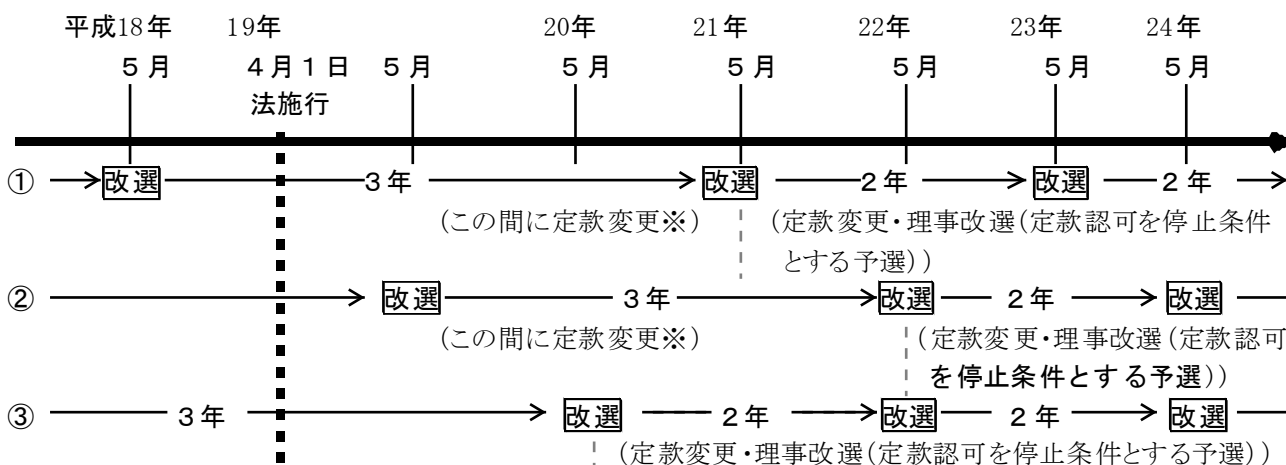 平成18年 19年 20年 21年 22年 23年 24年
5月 4月1日 5月 5月 5月 5月 5月 5月
法施行
① 改選 3年 改選 2年 改選 2年
(この間に定款変更※) (定款変更・理事改選(定款認可を停止条件
とする予選))
② 改選 3年 改選 2年 改選
(この間に定款変更※) (定款変更・理事改選(定款認可
を停止条件とする予選))
③ 3年 改選 2年 改選 2年 改選
(定款変更・理事改選(定款認可を停止条件とする予選))